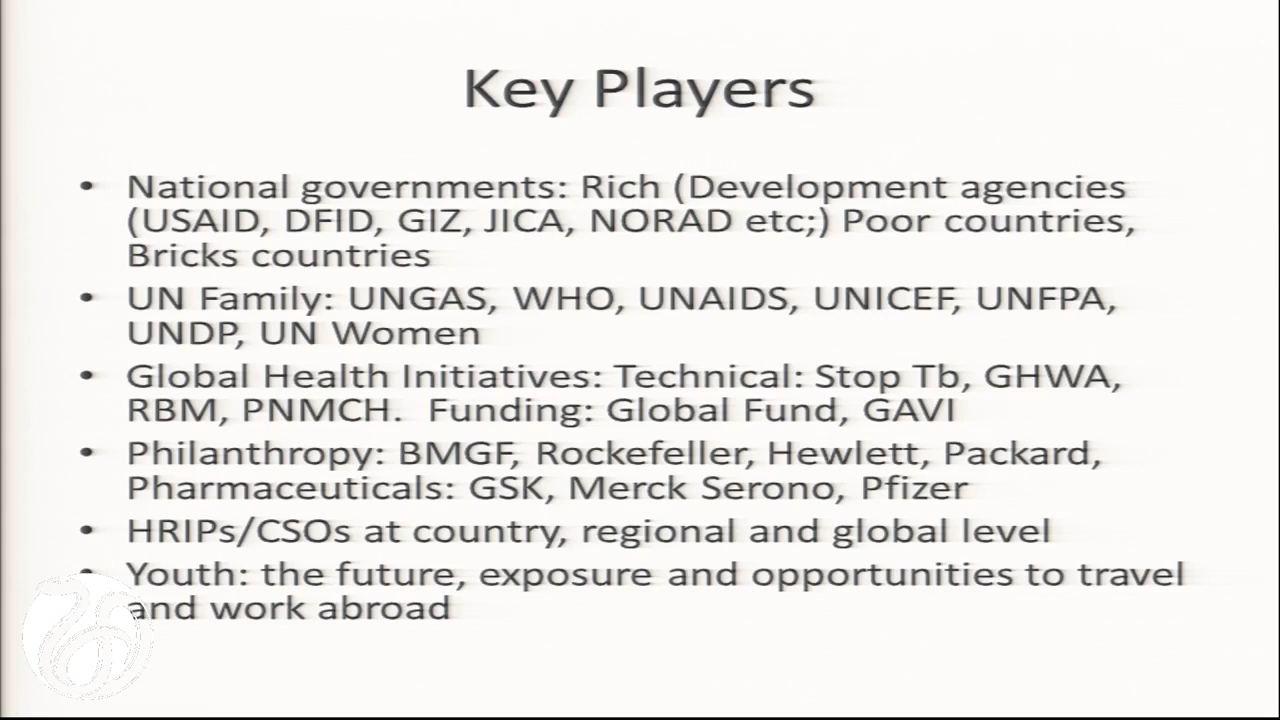 Key Players
• National governments: Rich (Development agencies
(USAID, DFID, GIZ, JICA, NORAD etc;) Poor countries,
Bricks countries
• UN Family: UNGAS, WHO, UNAIDS, UNICEF, UNFPA,
UNDP, UN Women
• Global Health Initiatives: Technical: Stop Tb, GHWA,
RBM, PNMCH.  Funding: Global Fund, GAVI
• Philanthropy: BMGF, Rockefeller, Hewlett, Packard,
Pharmaceuticals: GSK, Merck Serono, Pfizer
• HRIPs/CSOs at country, regional and global level
• Youth: the future, exposure and opportunities to travel
and work abroad